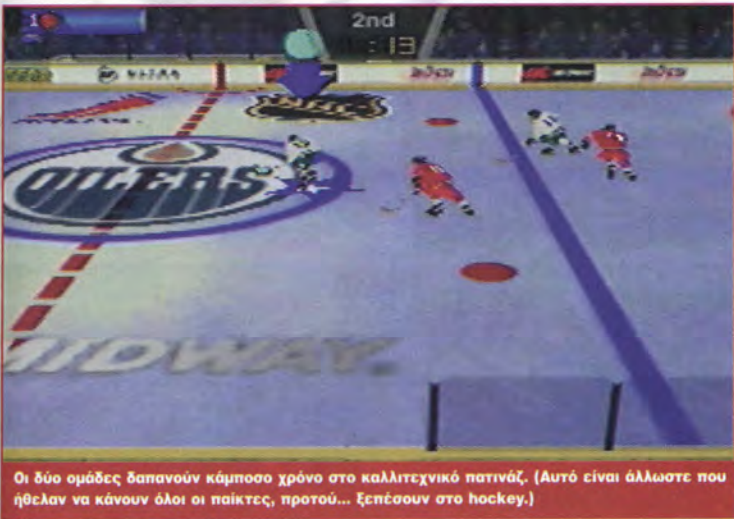 1
2nd
:13
NHL
OILERS
MIDWAY.
Οι δύο ομάδες δαπανούν κάμποσο χρόνο στο καλλιτεχνικό πατινάζ. (Αυτό είναι άλλωστε που
ήθελαν να κάνουν όλοι οι παίκτες, προτού... ξεπέσουν στο hockey.)